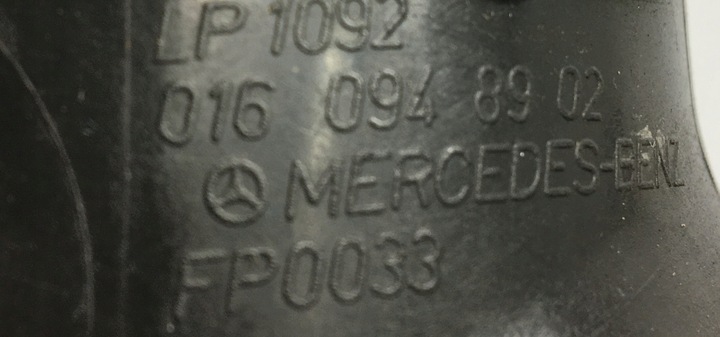 LP 1092
016 094 89 02
MERCEDES-BENZ
FP0033